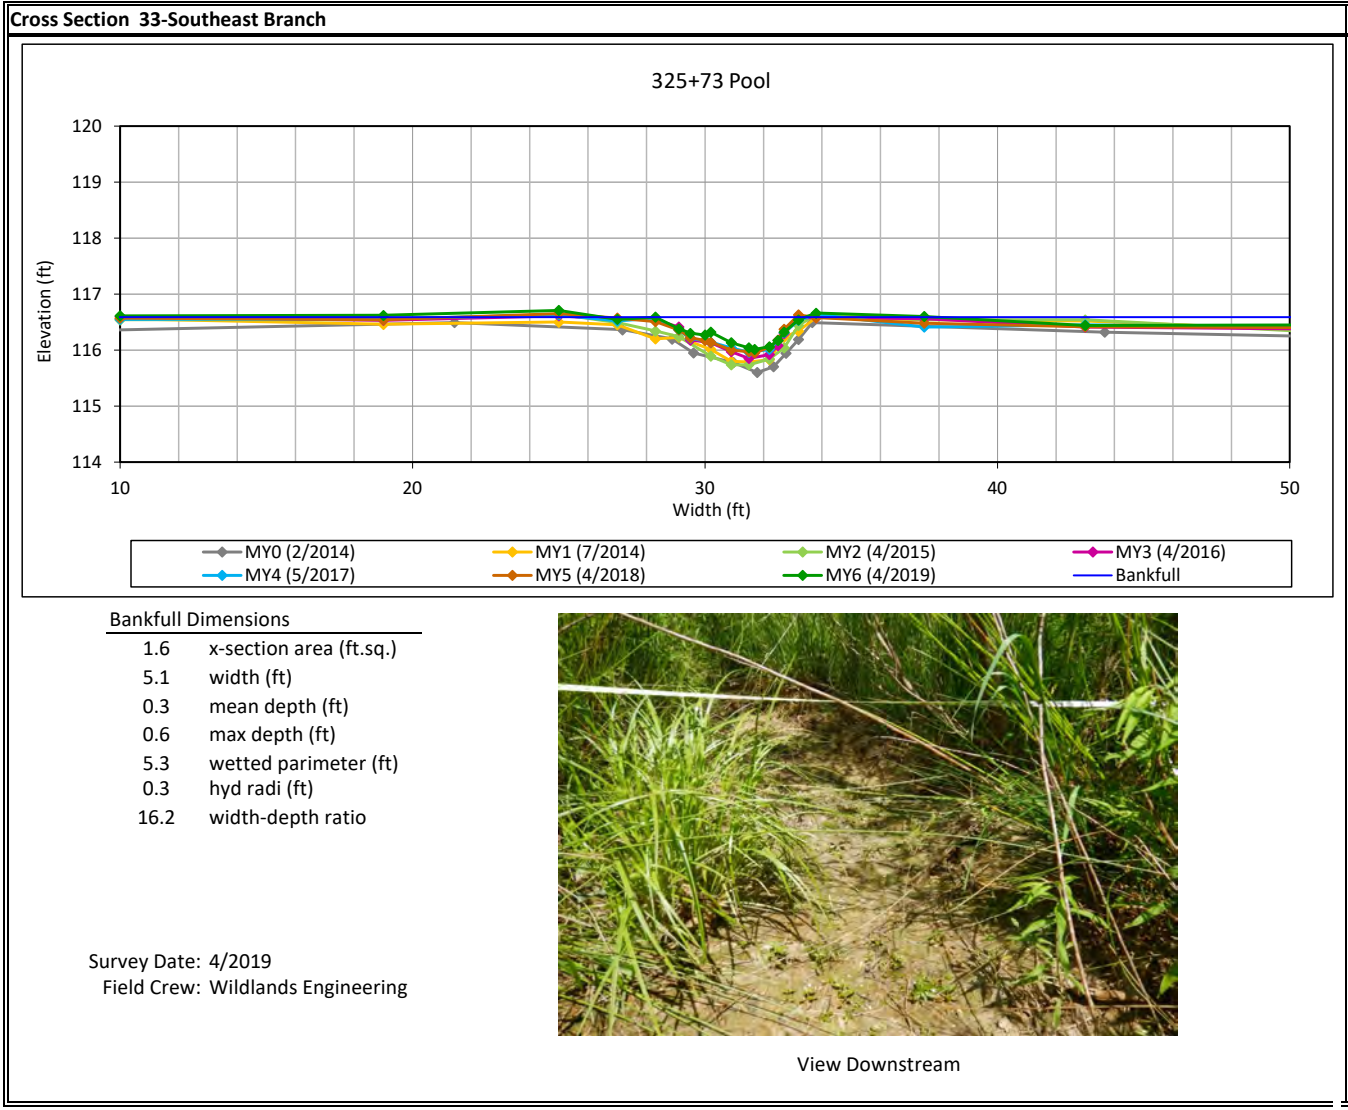 Cross Section 33-Southeast Branch
325+73 Pool
120
119
118
117
116
115
114
Elevation (ft)
10
20
30
40
50
Width (ft)
MY0 (2/2014)
MY1 (7/2014)
MY2 (4/2015)
MY3 (4/2016)
MY4 (5/2017)
MY5 (4/2018)
MY6 (4/2019)
Bankfull
Bankfull Dimensions
1.6 x-section area (ft.sq.)
5.1 width (ft)
0.3 mean depth (ft)
0.6 max depth (ft)
5.3 wetted parimeter (ft)
0.3 hyd radi (ft)
16.2 width-depth ratio
Survey Date: 4/2019
Field Crew: Wildlands Engineering
View Downstream